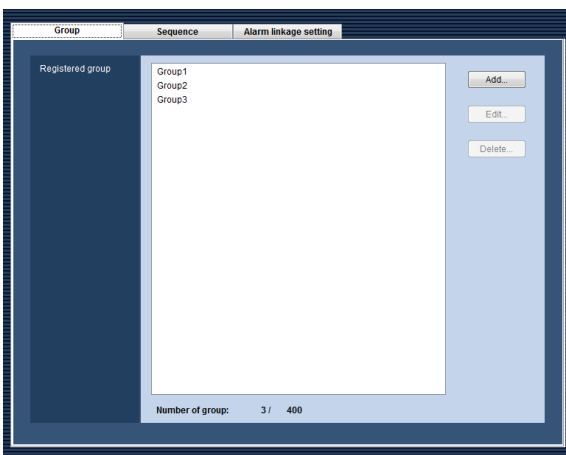 Group Sequence Alarm linkage setting
Registered group
Group1
Group2
Group3
Add...
Edit...
Delete...
Number of group: 3 / 400